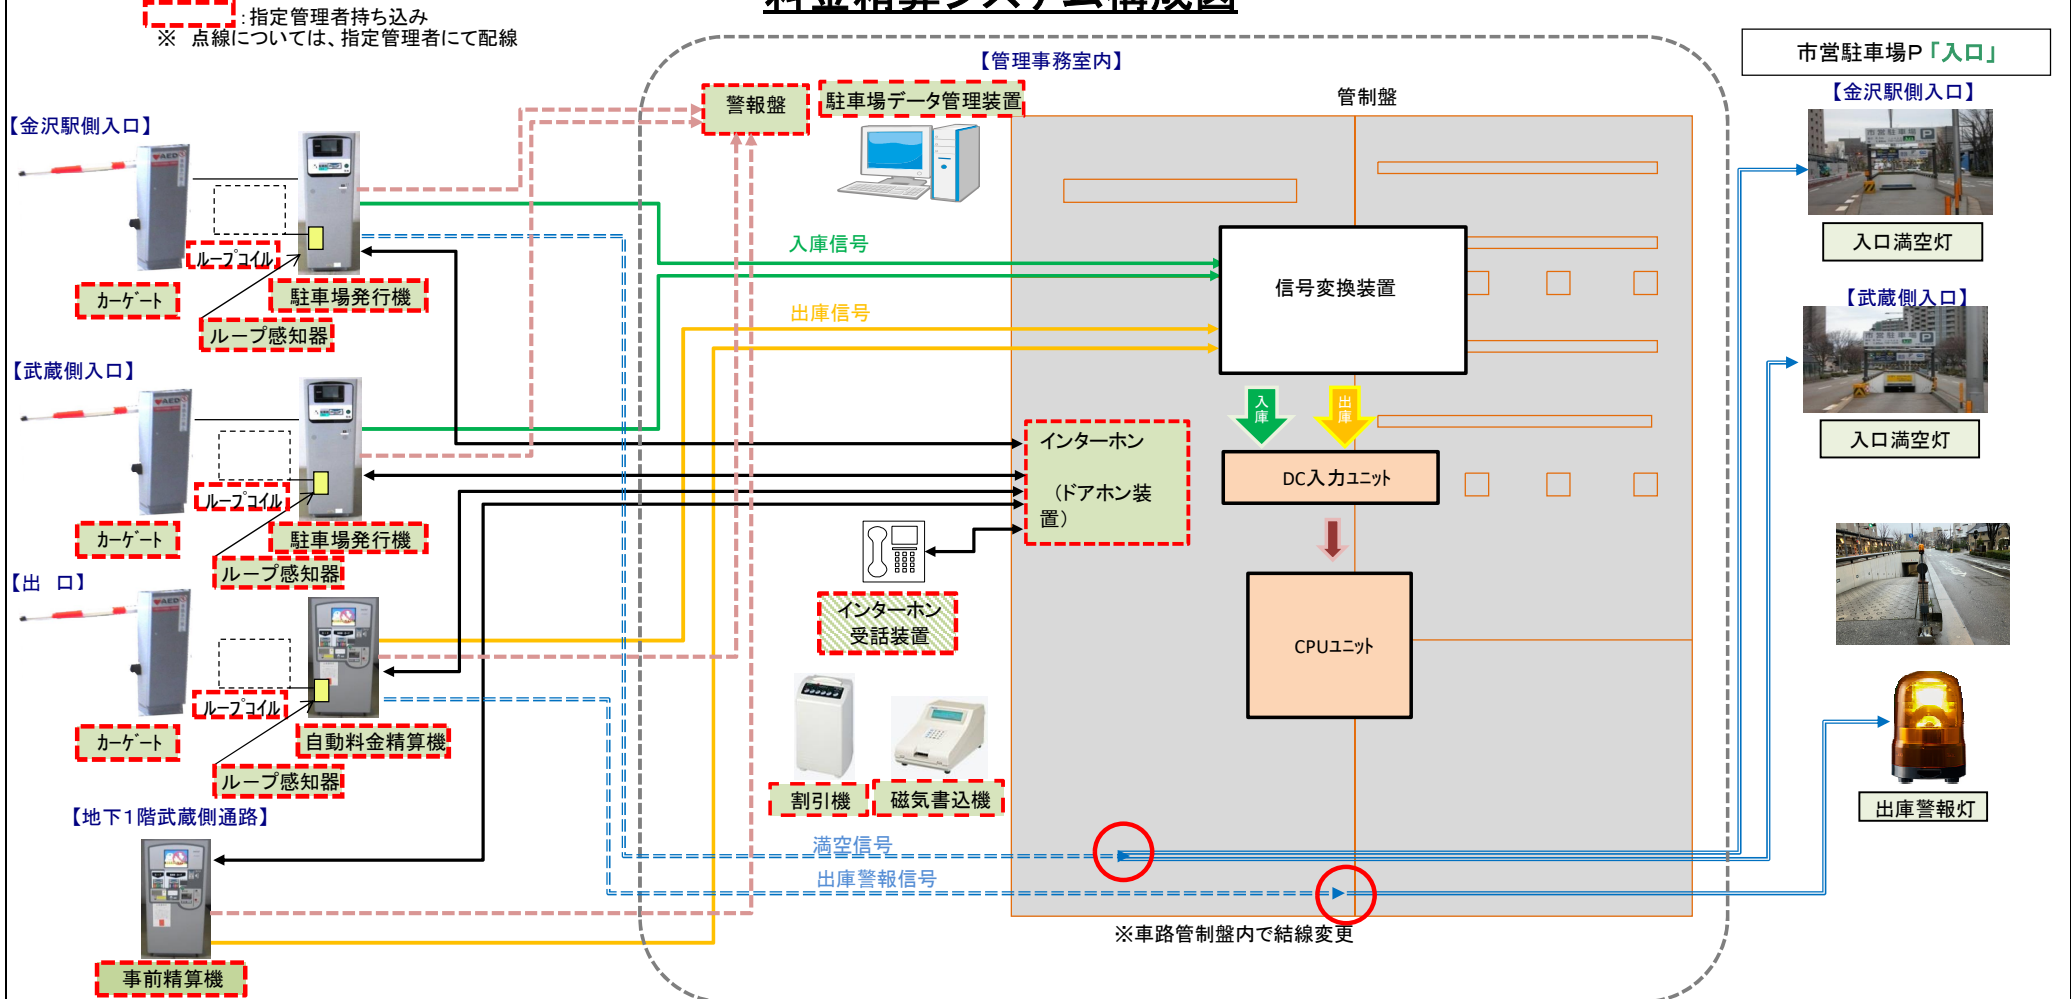 料金精算システム構成図
：指定管理者持ち込み
※ 点線については、指定管理者にて配線
【管理事務室内】
市営駐車場P「入口」
【金沢駅側入口】
警報盤
駐車場データ管理装置
管制盤
【金沢駅側入口】
市営駐車場 P
入口満空灯
VAED
ループコイル
カーゲート
駐車場発行機
ループ感知器
入庫信号
出庫信号
信号変換装置
【武蔵側入口】
市営駐車場 P
入口満空灯
【武蔵側入口】
VAED
ループコイル
カーゲート
駐車場発行機
ループ感知器
入庫
出庫
インターホン
（ドアホン装
置）
DC入力ユニット
CPUユニット
インターホン
受話装置
【出　口】
VAED
ループコイル
カーゲート
自動料金精算機
ループ感知器
割引機
磁気書込機
出庫警報灯
【地下1階武蔵側通路】
満空信号
出庫警報信号
※車路管制盤内で結線変更
事前精算機